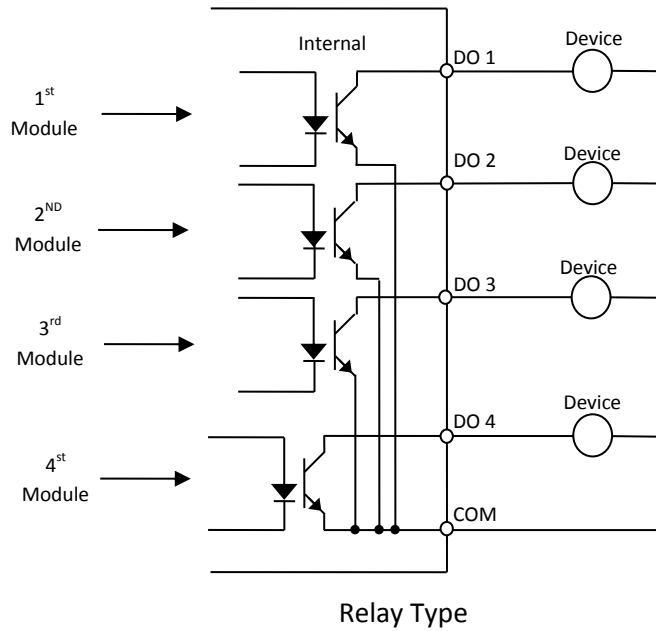 Internal
Device
DO 1
1st
Module
Device
DO 2
2ND
Module
Device
DO 3
3rd
Module
Device
DO 4
4st
Module
COM
Relay Type